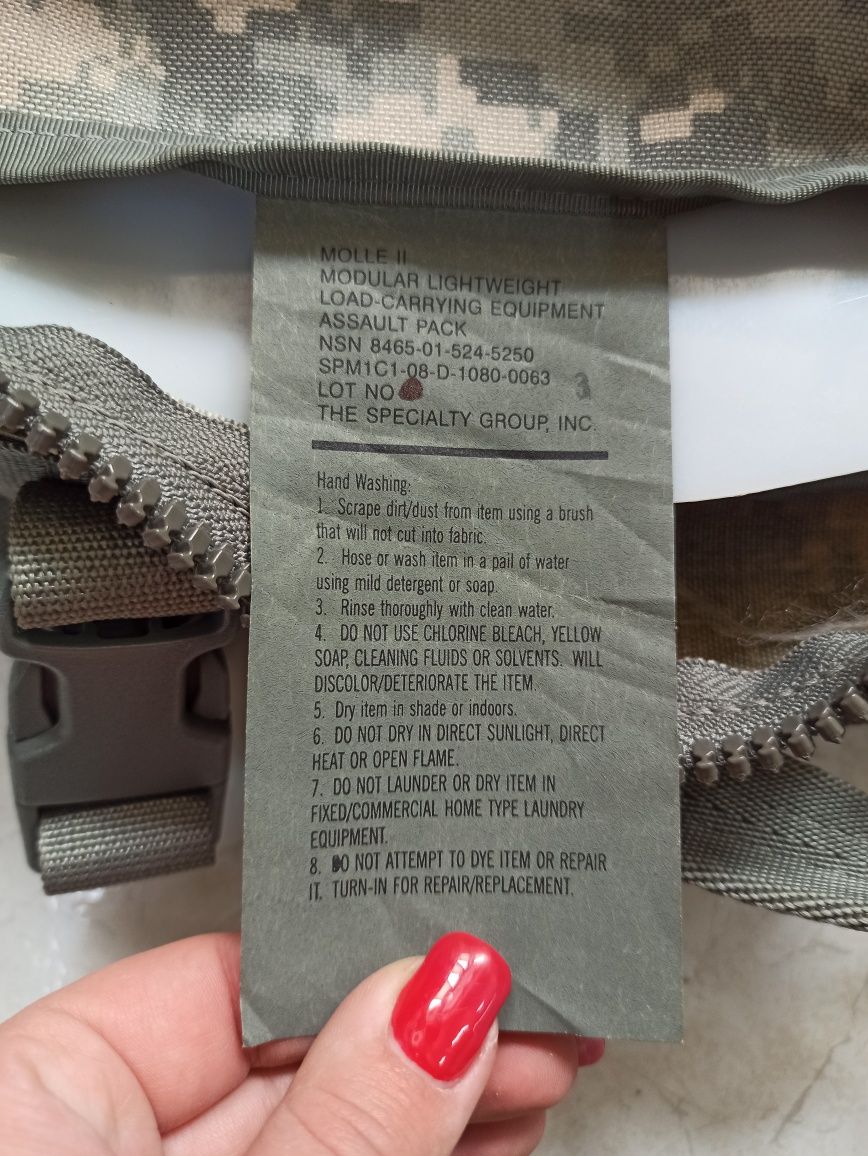 MOLLE II
MODULAR LIGHTWEIGHT
LOAD-CARRYING EQUIPMENT
ASSAULT PACK
NSN 8465-01-524-5250
SPM1C1-08-D-1080-0063 3
LOT NO
THE SPECIALTY GROUP, INC.
Hand Washing:
1. Scrape dirt/dust from item using a brush
that will not cut into fabric.
2. Hose or wash item in a pail of water
using mild detergent or soap.
3. Rinse thoroughly with clean water.
4. DO NOT USE CHLORINE BLEACH, YELLOW
SOAP, CLEANING FLUIDS OR SOLVENTS. WILL
DISCOLOR/DETERIORATE THE ITEM.
5. Dry item in shade or indoors.
6. DO NOT DRY IN DIRECT SUNLIGHT, DIRECT
HEAT OR OPEN FLAME.
7. DO NOT LAUNDER OR DRY ITEM IN
FIXED/COMMERCIAL HOME TYPE LAUNDRY
EQUIPMENT.
8. DO NOT ATTEMPT TO DYE ITEM OR REPAIR
IT. TURN-IN FOR REPAIR/REPLACEMENT.